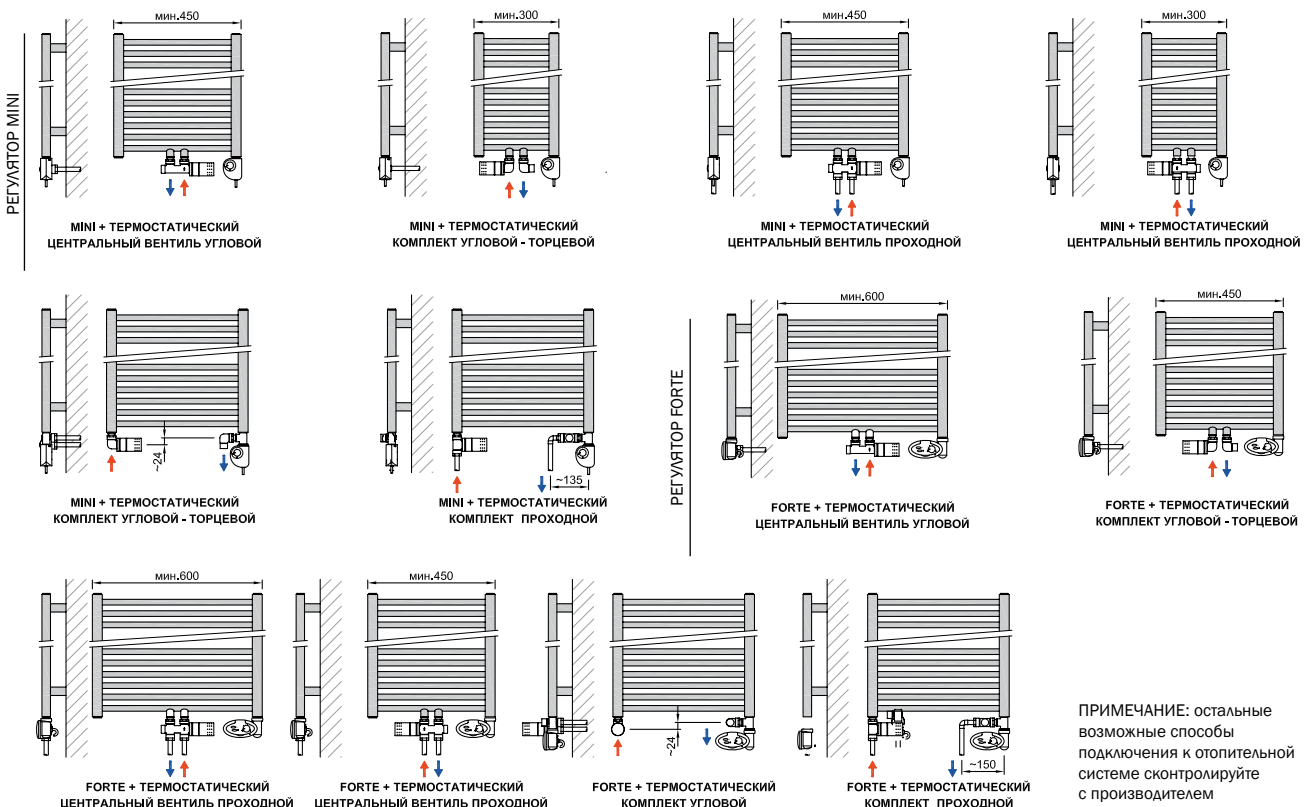 мин.450
мин.300
мин.450
мин.300
РЕГУЛЯТОР MINI
MINI + ТЕРМОСТАТИЧЕСКИЙ
ЦЕНТРАЛЬНЫЙ ВЕНТИЛЬ УГЛОВОЙ
MINI + ТЕРМОСТАТИЧЕСКИЙ
КОМПЛЕКТ УГЛОВОЙ - ТОРЦЕВОЙ
MINI + ТЕРМОСТАТИЧЕСКИЙ
ЦЕНТРАЛЬНЫЙ ВЕНТИЛЬ ПРОХОДНОЙ
MINI + ТЕРМОСТАТИЧЕСКИЙ
ЦЕНТРАЛЬНЫЙ ВЕНТИЛЬ ПРОХОДНОЙ
~24
MINI + ТЕРМОСТАТИЧЕСКИЙ
КОМПЛЕКТ УГЛОВОЙ - ТОРЦЕВОЙ
~135
MINI + ТЕРМОСТАТИЧЕСКИЙ
КОМПЛЕКТ ПРОХОДНОЙ
РЕГУЛЯТОР FORTE
мин.600
FORTE + ТЕРМОСТАТИЧЕСКИЙ
ЦЕНТРАЛЬНЫЙ ВЕНТИЛЬ УГЛОВОЙ
мин.450
FORTE + ТЕРМОСТАТИЧЕСКИЙ
КОМПЛЕКТ УГЛОВОЙ - ТОРЦЕВОЙ
мин.600
FORTE + ТЕРМОСТАТИЧЕСКИЙ
ЦЕНТРАЛЬНЫЙ ВЕНТИЛЬ ПРОХОДНОЙ
мин.450
FORTE + ТЕРМОСТАТИЧЕСКИЙ
ЦЕНТРАЛЬНЫЙ ВЕНТИЛЬ ПРОХОДНОЙ
~24
FORTE + ТЕРМОСТАТИЧЕСКИЙ
КОМПЛЕКТ УГЛОВОЙ
~150
FORTE + ТЕРМОСТАТИЧЕСКИЙ
КОМПЛЕКТ ПРОХОДНОЙ
ПРИМЕЧАНИЕ: остальные
возможные способы
подключения к отопительной
системе сконтролируйте
с производителем